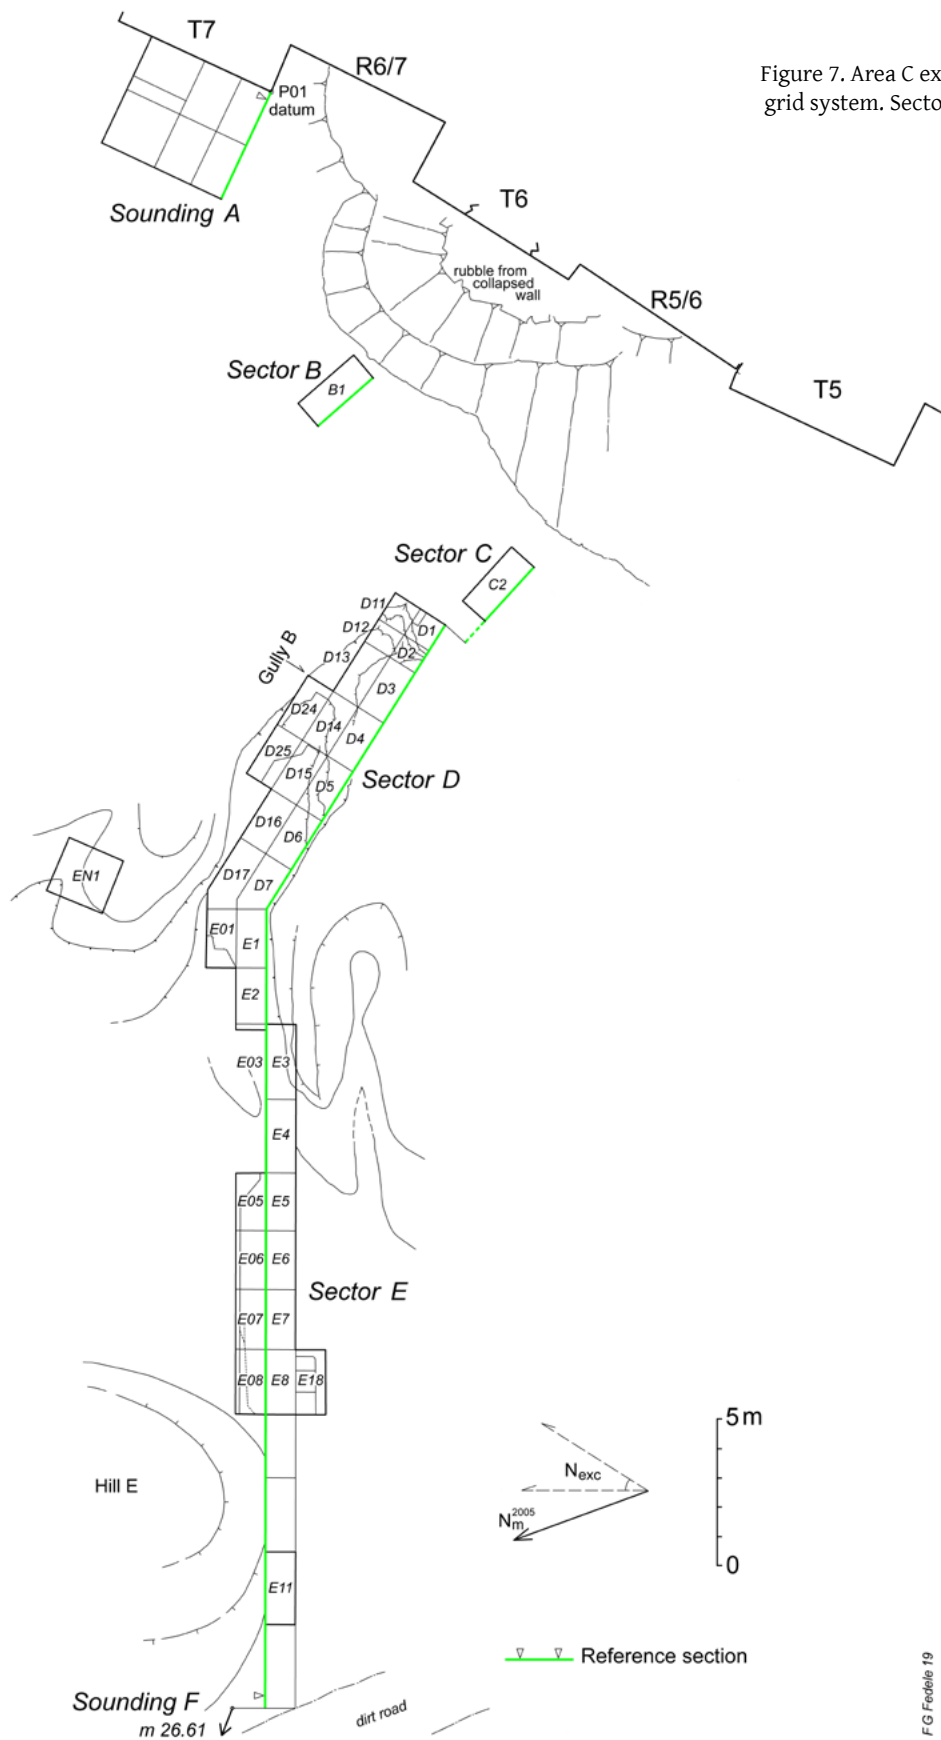 T7
R6/7
Figure 7. Area C ex
grid system. Secto
P01
datum
Sounding A
T6
rubble from
collapsed
wall
R5/6
T5
Sector B
B1
Sector C
C2
D11
D1
D12
D2
D13
Gully B
D3
D24
D14
D4
D25
D15
D5
Sector D
D16
D6
EN1
D17
D7
E01
E1
E2
E03
E3
E4
E05
E5
E06
E6
Sector E
E07
E7
E08
E8
E18
5m
Hill E
Nexc
Nm2005
0
E11
Reference section
Sounding F
m 26.61
dirt road
F G Fedele 19